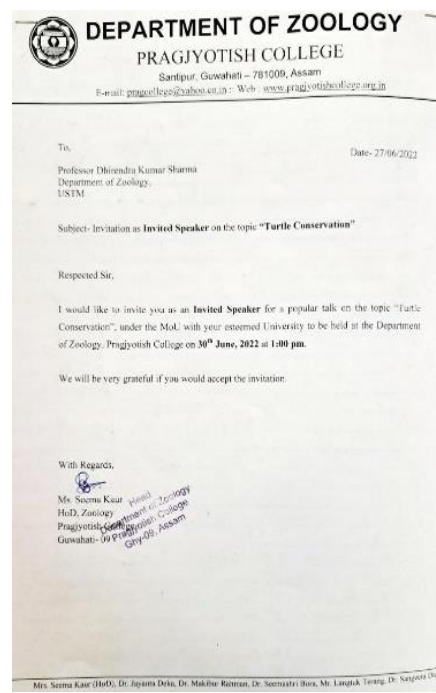 DEPARTMENT OF ZOOLOGY
PRAGJYOTISH COLLEGE
Santipur, Guwahati – 781009, Assam
E-mail: pragcollege@yahoo.co.in :: Web : www.pragjyotishcollege.org.in
To,
Date- 27/06/2022
Professor Dhirendra Kumar Sharma
Department of Zoology,
USTM
Subject- Invitation as Invited Speaker on the topic “Turtle Conservation”
Respected Sir,
I would like to invite you as an Invited Speaker for a popular talk on the topic “Turtle
Conservation”, under the MoU with your esteemed University to be held at the Department
of Zoology, Pragjyotish College on 30th June, 2022 at 1:00 pm.
We will be very grateful if you would accept the invitation.
With Regards,
Ms. Seema Kaur
HoD, Zoology
Pragjyotish College
Guwahati- 09
Head
Department of Zoology
Pragjyotish College
Ghy-09, Assam
Mrs. Seema Kaur (HoD), Dr. Jayanta Deka, Dr. Makibur Rahman, Dr. Seemasri Bora, Mr. Langtuk Terang, Dr. Sangeeta